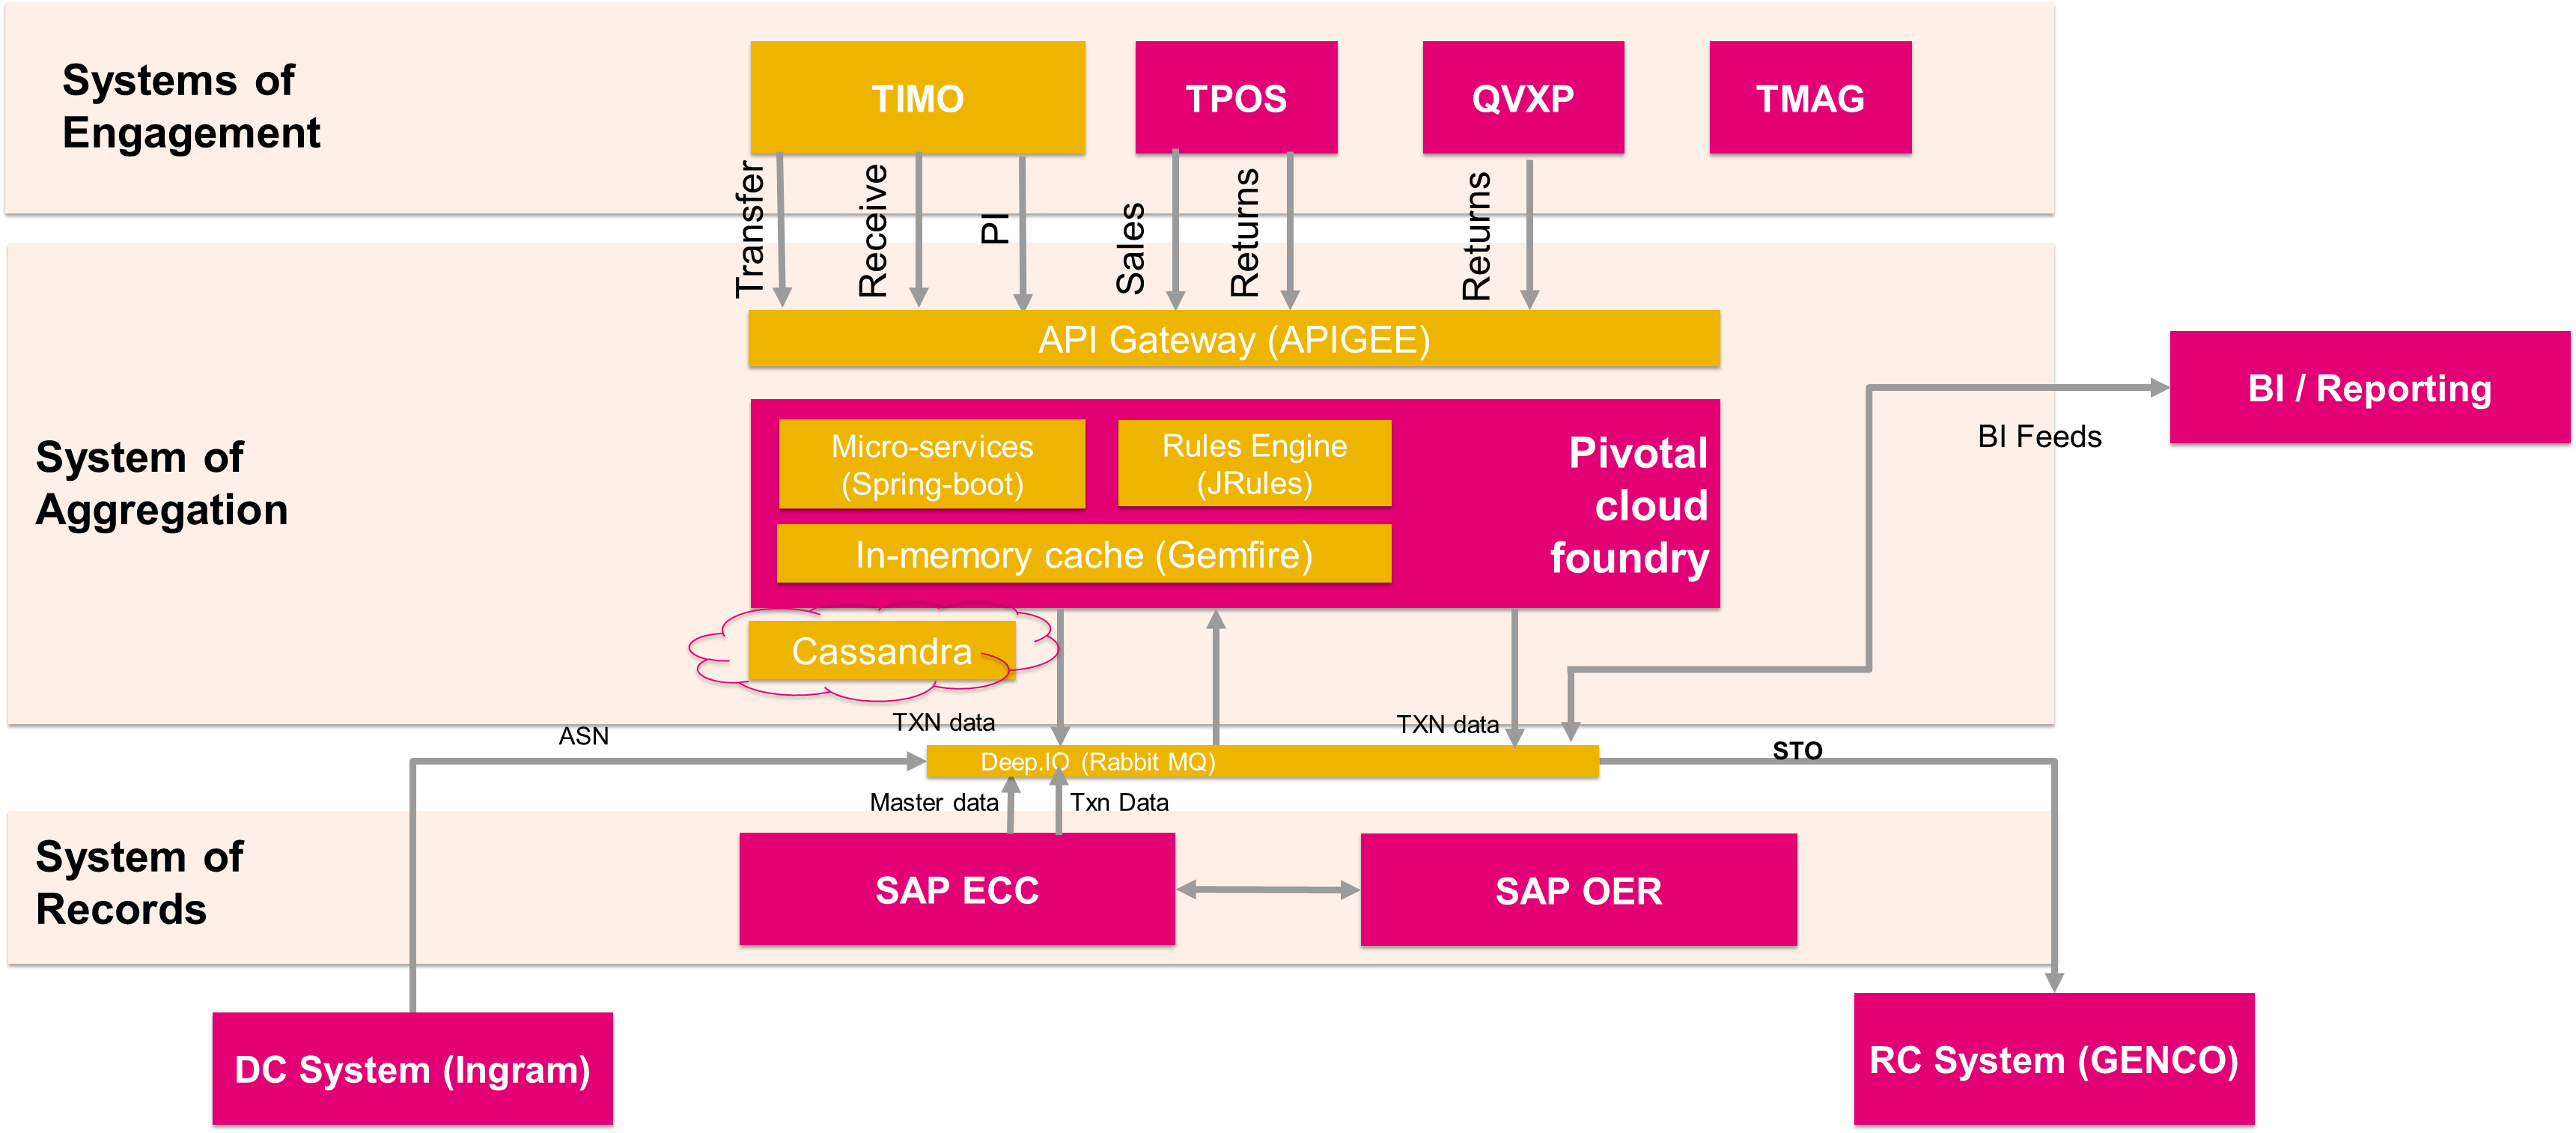 Systems of
Engagement
TIMO
TPOS
QVXP
TMAG
Transfer
Receive
PI
Sales
Returns
Returns
API Gateway (APIGEE)
BI / Reporting
BI Feeds
System of
Aggregation
Micro-services
(Spring-boot)
Rules Engine
(JRules)
Pivotal
cloud
foundry
In-memory cache (Gemfire)
Cassandra
TXN data
TXN data
ASN
STO
Deep.IO (Rabbit MQ)
Master data
Txn Data
System of
Records
SAP ECC
SAP OER
DC System (Ingram)
RC System (GENCO)